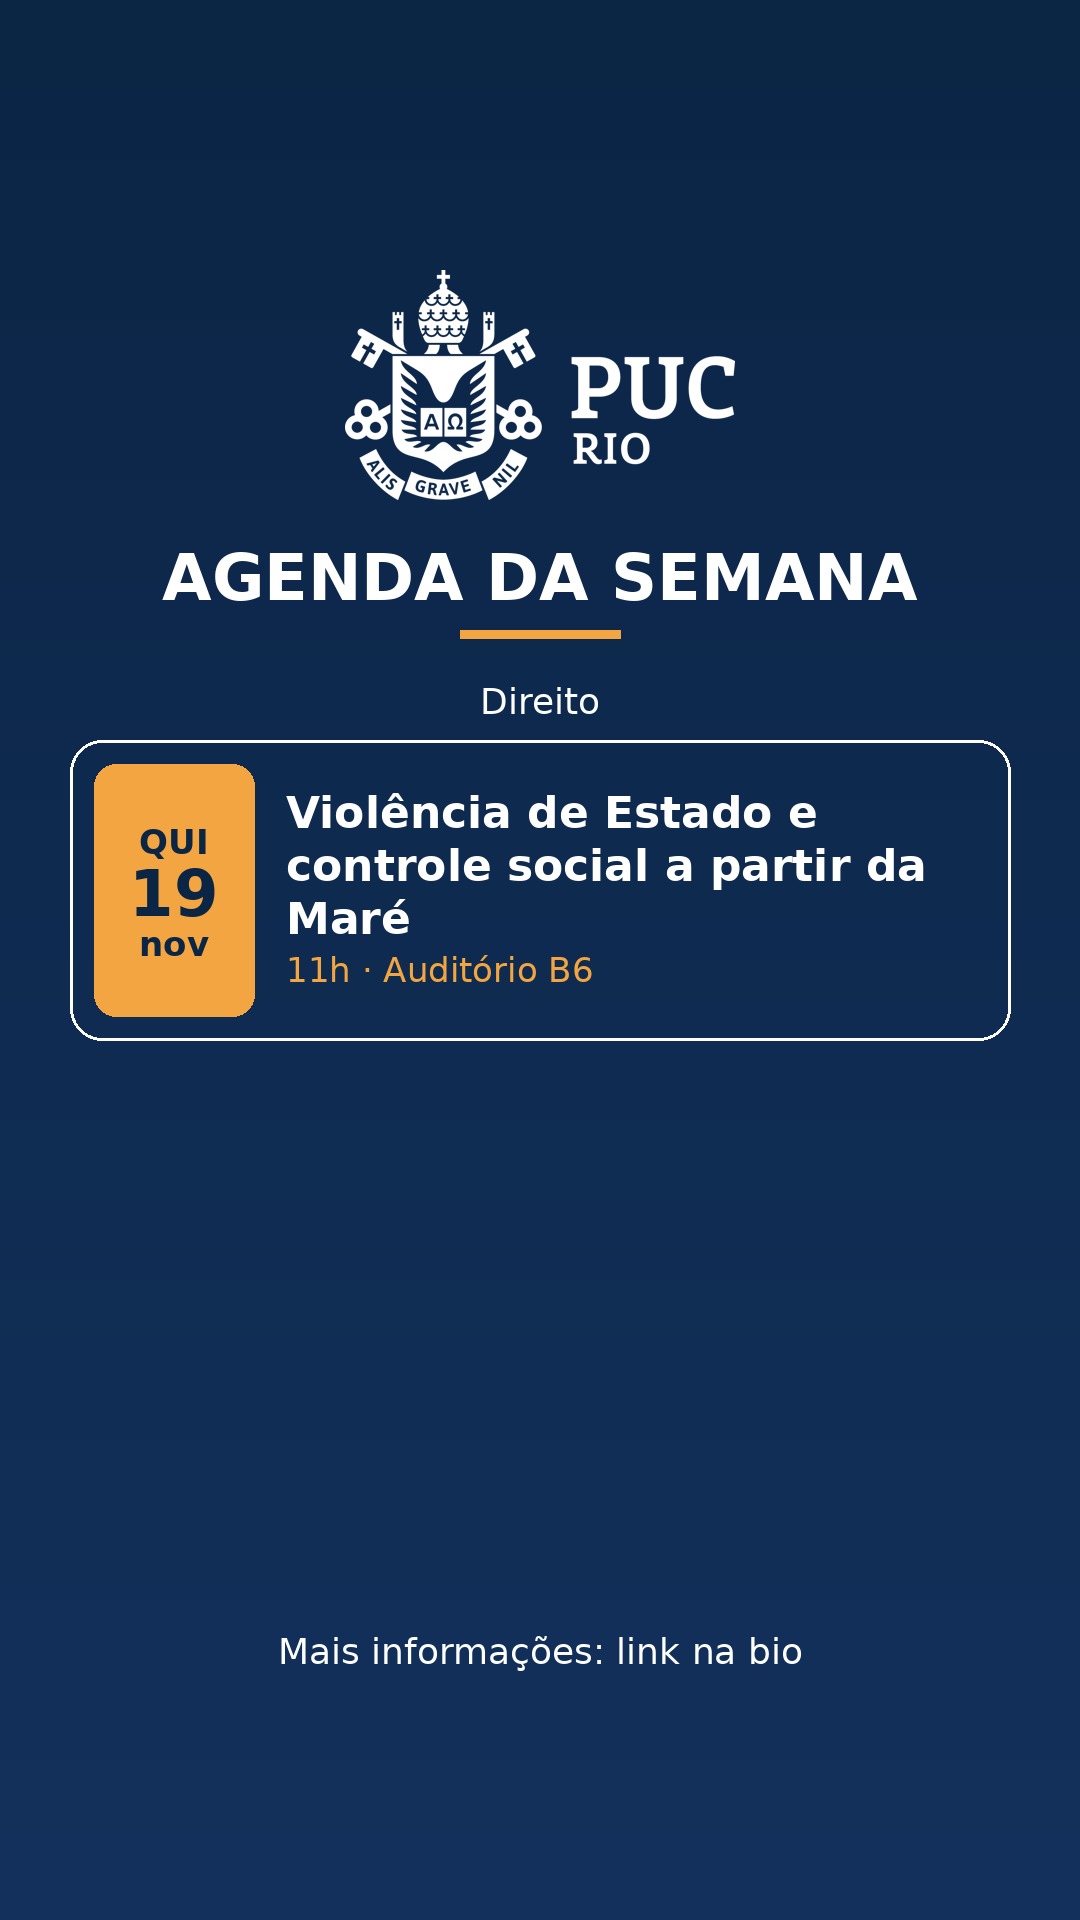 ΑΩ
ALIS GRAVE NIL
PUC
RIO
AGENDA DA SEMANA
Direito
QUI
19
nov
Violência de Estado e
controle social a partir da
Maré
11h · Auditório B6
Mais informações: link na bio